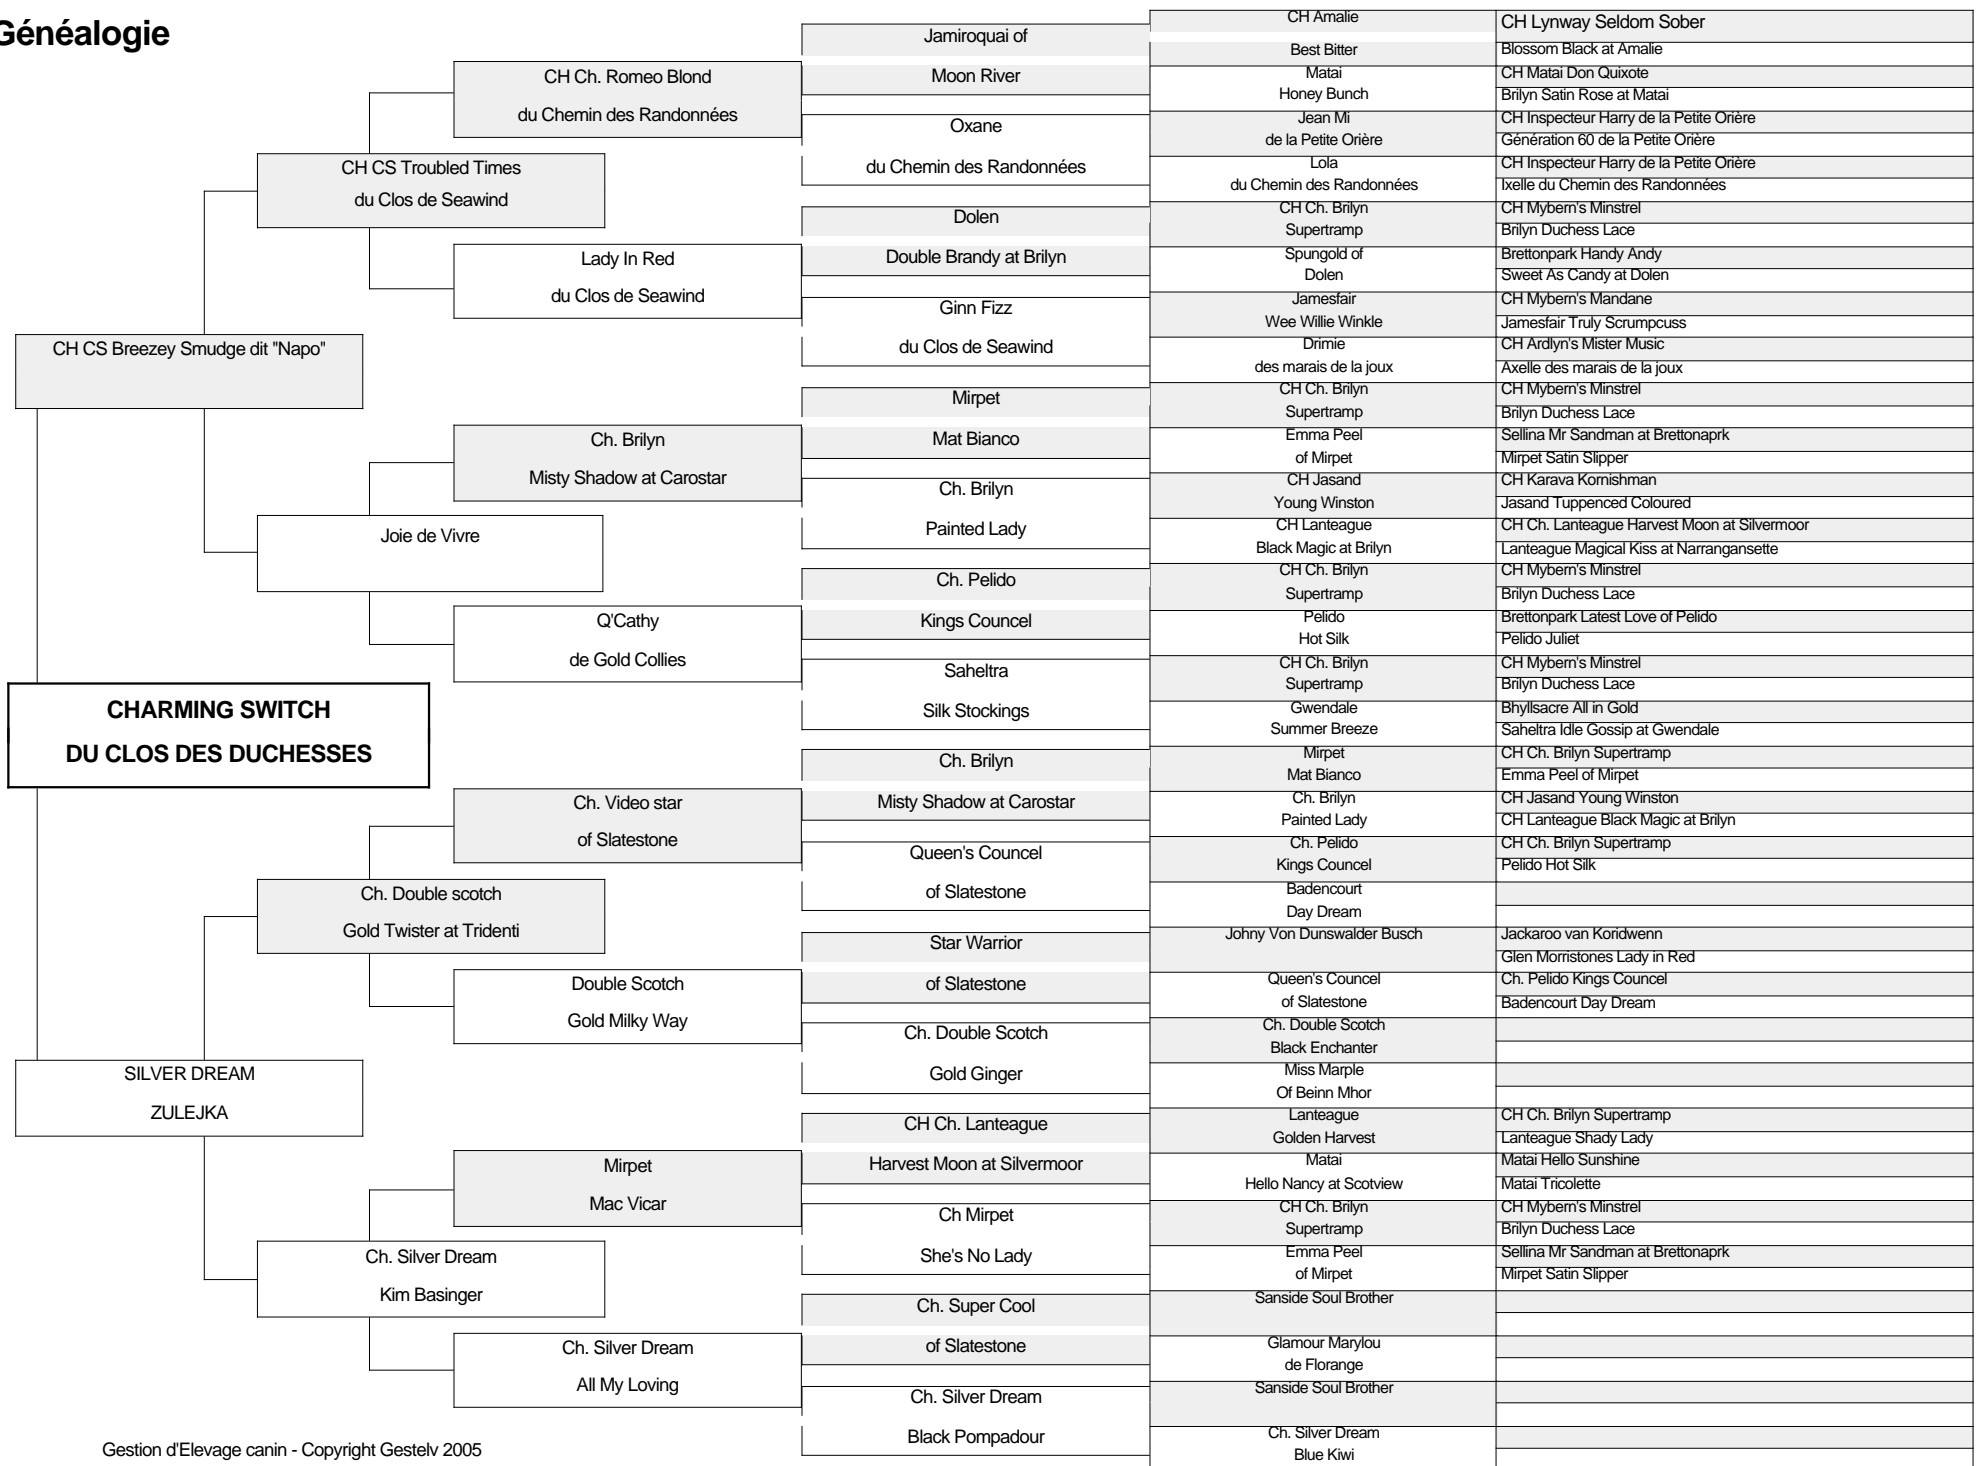 Généalogie
CHARMING SWITCH
DU CLOS DES DUCHESSES
CH CS Breezey Smudge dit "Napo"
SILVER DREAM
ZULEJKA
CH CS Troubled Times
du Clos de Seawind
Joie de Vivre
Ch. Double scotch
Gold Twister at Tridenti
Ch. Silver Dream
Kim Basinger
CH Ch. Romeo Blond
du Chemin des Randonnées
Lady In Red
du Clos de Seawind
Ch. Brilyn
Misty Shadow at Carostar
Q'Cathy
de Gold Collies
Ch. Video star
of Slatestone
Double Scotch
Gold Milky Way
Mirpet
Mac Vicar
Ch. Silver Dream
All My Loving
Jamiroquai of
Moon River
Oxane
du Chemin des Randonnées
Dolen
Double Brandy at Brilyn
Ginn Fizz
du Clos de Seawind
Mirpet
Mat Bianco
Ch. Brilyn
Painted Lady
Ch. Pelido
Kings Councel
Saheltra
Silk Stockings
Ch. Brilyn
Misty Shadow at Carostar
Queen's Councel
of Slatestone
Star Warrior
of Slatestone
Ch. Double Scotch
Gold Ginger
CH Ch. Lanteague
Harvest Moon at Silvermoor
Ch Mirpet
She's No Lady
Ch. Super Cool
of Slatestone
Ch. Silver Dream
Black Pompadour
CH Amalie
Best Bitter
Matai
Honey Bunch
Jean Mi
de la Petite Orière
Lola
du Chemin des Randonnées
CH Ch. Brilyn
Supertramp
Spungold of
Dolen
Jamesfair
Wee Willie Winkle
Drimie
des marais de la joux
CH Ch. Brilyn
Supertramp
Emma Peel
of Mirpet
CH Jasand
Young Winston
CH Lanteague
Black Magic at Brilyn
CH Ch. Brilyn
Supertramp
Pelido
Hot Silk
CH Ch. Brilyn
Supertramp
Gwendale
Summer Breeze
Mirpet
Mat Bianco
Ch. Brilyn
Painted Lady
Ch. Pelido
Kings Councel
Badencourt
Day Dream
Johny Von Dunswalder Busch
Queen's Councel
of Slatestone
Ch. Double Scotch
Black Enchanter
Miss Marple
Of Beinn Mhor
Lanteague
Golden Harvest
Matai
Hello Nancy at Scotview
CH Ch. Brilyn
Supertramp
Emma Peel
of Mirpet
Sanside Soul Brother
Glamour Marylou
de Florange
Sanside Soul Brother
Ch. Silver Dream
Blue Kiwi
CH Lynway Seldom Sober
Blossom Black at Amalie
CH Matai Don Quixote
Brilyn Satin Rose at Matai
CH Inspecteur Harry de la Petite Orière
Génération 60 de la Petite Orière
CH Inspecteur Harry de la Petite Orière
Ixelle du Chemin des Randonnées
CH Mybern's Minstrel
Brilyn Duchess Lace
Brettonpark Handy Andy
Sweet As Candy at Dolen
CH Mybern's Mandane
Jamesfair Truly Scrumpcuss
CH Ardlyn's Mister Music
Axelle des marais de la joux
CH Mybern's Minstrel
Brilyn Duchess Lace
Sellina Mr Sandman at Brettonaprk
Mirpet Satin Slipper
CH Karava Kornishman
Jasand Tuppenced Coloured
CH Ch. Lanteague Harvest Moon at Silvermoor
Lanteague Magical Kiss at Narrangansette
CH Mybern's Minstrel
Brilyn Duchess Lace
Brettonpark Latest Love of Pelido
Pelido Juliet
CH Mybern's Minstrel
Brilyn Duchess Lace
Bhyllsacre All in Gold
Saheltra Idle Gossip at Gwendale
CH Ch. Brilyn Supertramp
Emma Peel of Mirpet
CH Jasand Young Winston
CH Lanteague Black Magic at Brilyn
CH Ch. Brilyn Supertramp
Pelido Hot Silk
Jackaroo van Koridwenn
Glen Morristones Lady in Red
Ch. Pelido Kings Councel
Badencourt Day Dream
CH Ch. Brilyn Supertramp
Lanteague Shady Lady
Matai Hello Sunshine
Matai Tricolette
CH Mybern's Minstrel
Brilyn Duchess Lace
Sellina Mr Sandman at Brettonaprk
Mirpet Satin Slipper
Gestion d'Elevage canin - Copyright Gestelv 2005